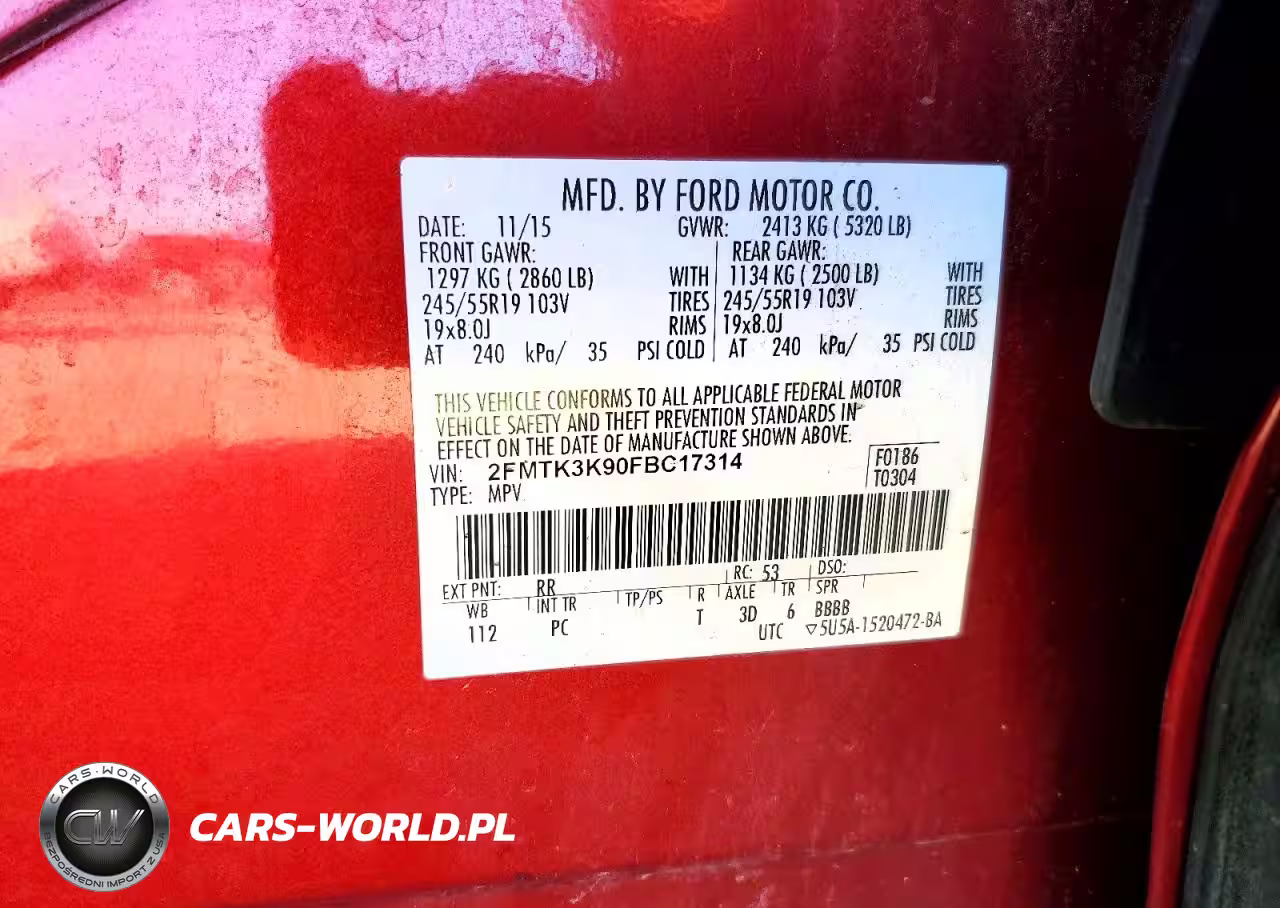 MFD. BY FORD MOTOR CO.
DATE: 11/15 GVWR: 2413 KG ( 5320 LB)
FRONT GAWR: REAR GAWR:
1297 KG ( 2860 LB) WITH 1134 KG ( 2500 LB) WITH
245/55R19 103V TIRES 245/55R19 103V TIRES
19x8.0J RIMS 19x8.0J RIMS
AT 240 kPa/ 35 PSI COLD AT 240 kPa/ 35 PSI COLD
THIS VEHICLE CONFORMS TO ALL APPLICABLE FEDERAL MOTOR
VEHICLE SAFETY AND THEFT PREVENTION STANDARDS IN
EFFECT ON THE DATE OF MANUFACTURE SHOWN ABOVE.
VIN: 2FMTK3K90FBC17314 F0186
TYPE: MPV T0304
EXT PNT: RR RC: 53 DSO:
WB INT TR TP/PS R AXLE TR SPR
112 PC T 3D 6 BBBB
UTC ▽5U5A-1520472-BA
CARS-WORLD
CW
BEZPOŚREDNI IMPORT Z USA
CARS-WORLD.PL